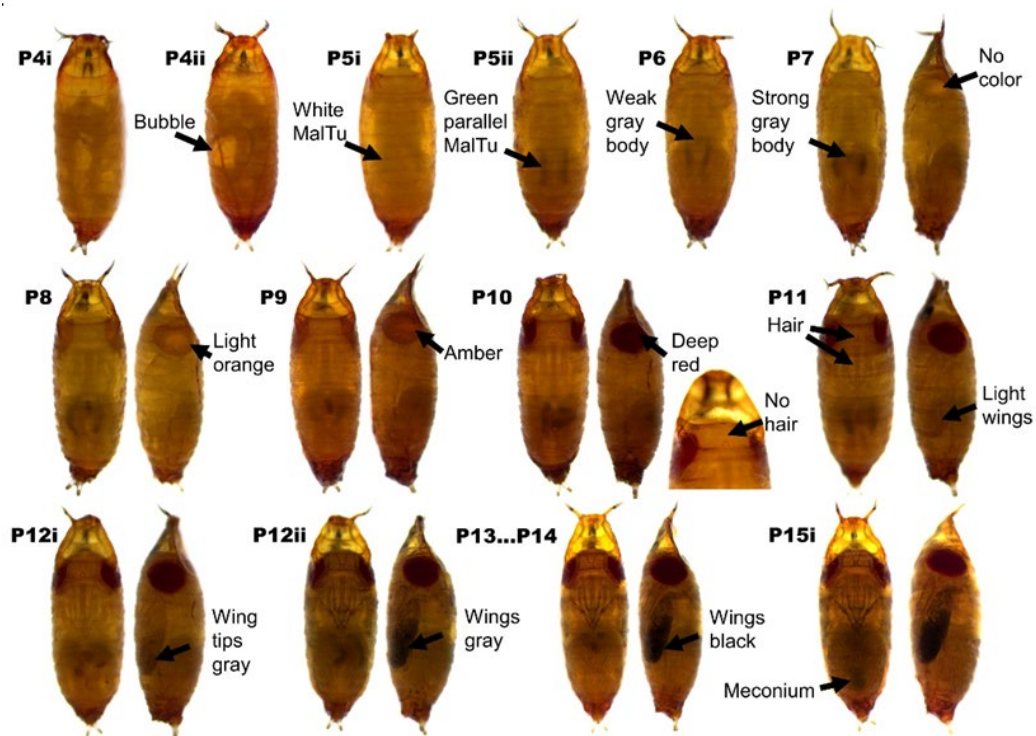 P4i
P4ii
P5i
P5ii
P6
P7
No
color
Bubble
White
MalTu
Green
parallel
MalTu
Weak
gray
body
Strong
gray
body
P8
P9
P10
P11
Light
orange
Amber
Deep
red
No
hair
Hair
Light
wings
P12i
P12ii
P13...P14
P15i
Wing
tips
gray
Wings
gray
Wings
black
Meconium